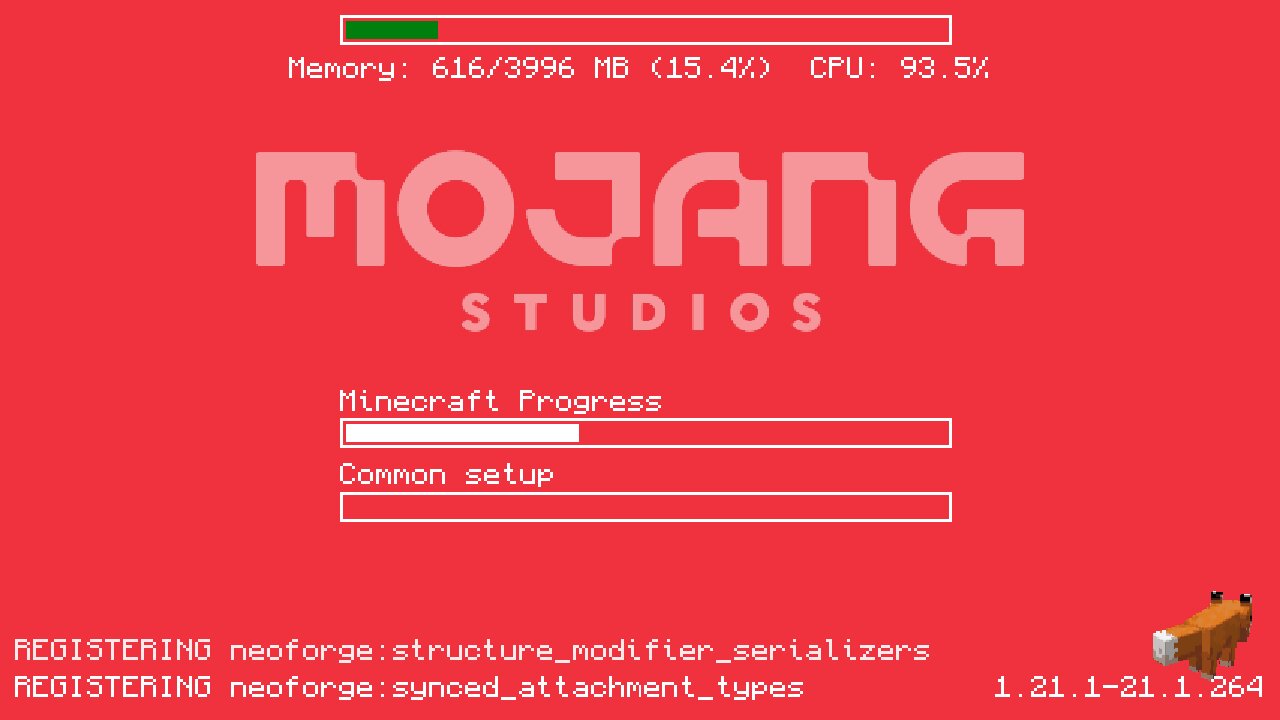 Memory: 616/3996 MB (15.4%)  CPU: 93.5%
MOJANG
STUDIOS
Minecraft Progress
Common setup
REGISTERING neoforge:structure_modifier_serializers
REGISTERING neoforge:synced_attachment_types
1.21.1-21.1.264